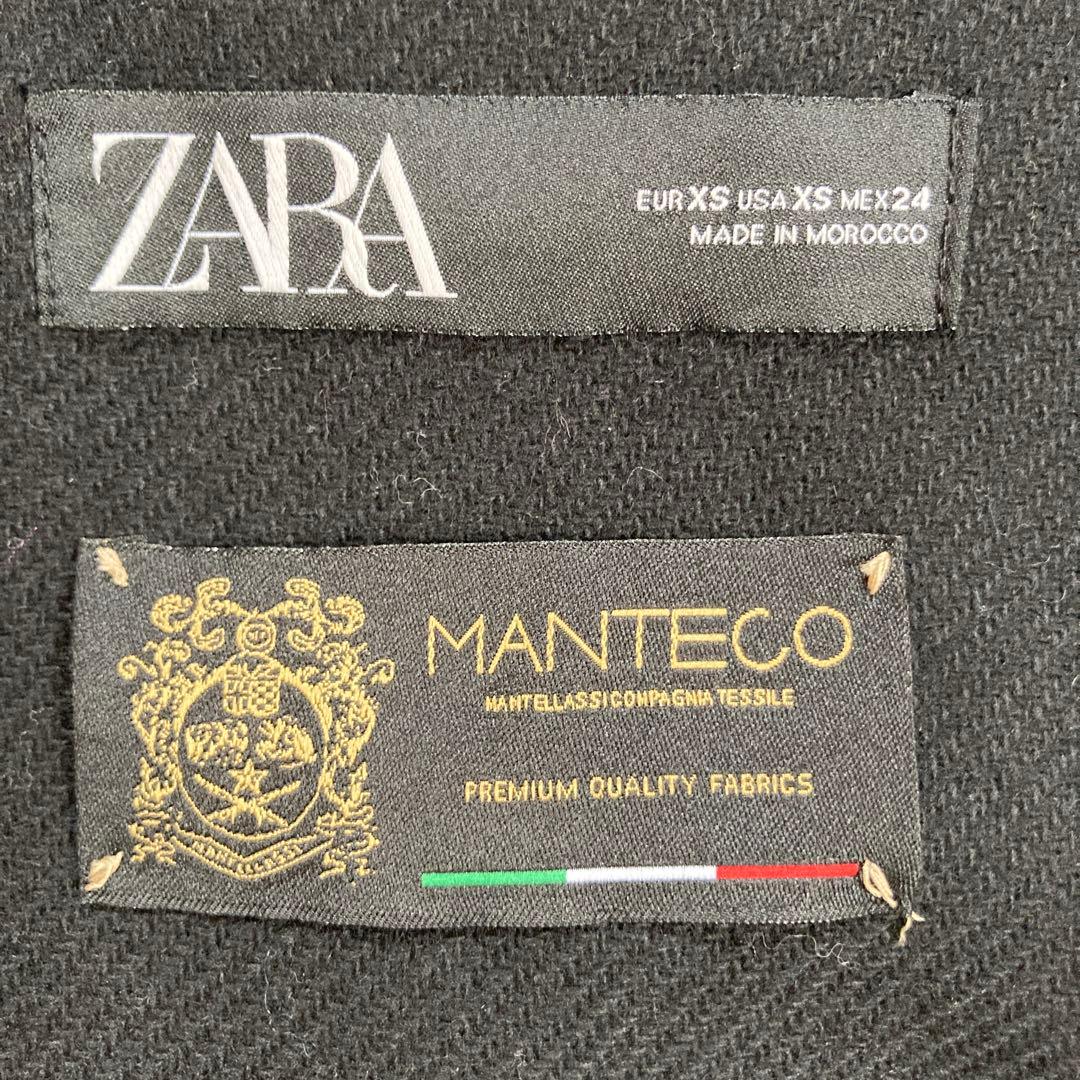 ZARA
EUR XS USA XS MEX 24
MADE IN MOROCCO
MANTECO
MANTELLASSI COMPAGNIA TESSILE
PREMIUM QUALITY FABRICS